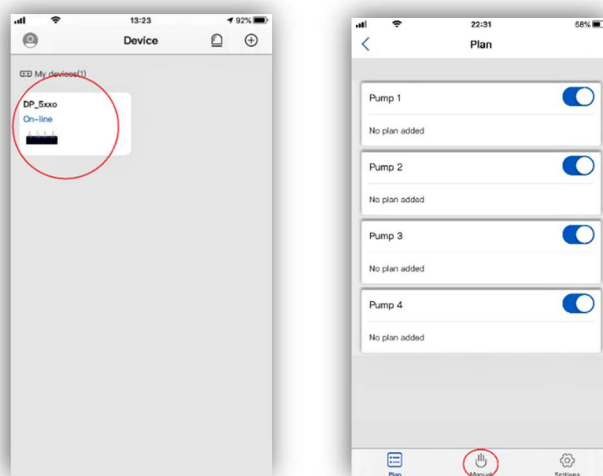 13:23
92%
Device
My devices(1)
DP_5xxo
On-line
22:31
58%
Plan
Pump 1
No plan added
Pump 2
No plan added
Pump 3
No plan added
Pump 4
No plan added
Plan
Manual
Settings